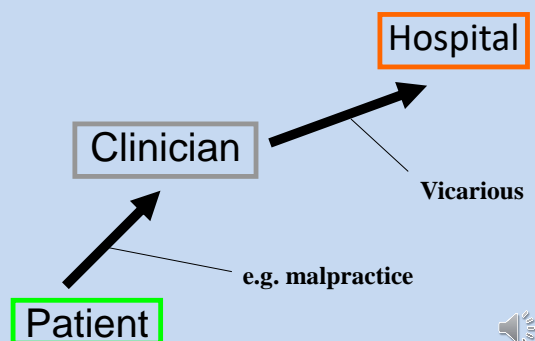 Hospital
Clinician
Vicarious
e.g. malpractice
Patient